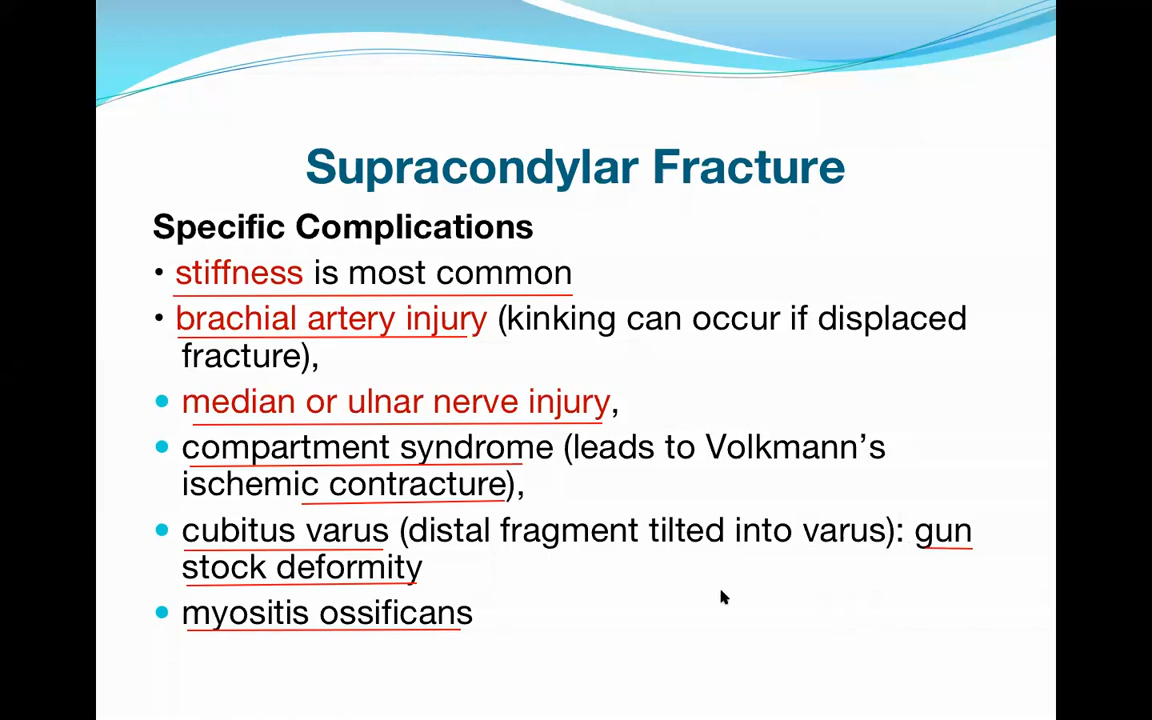 Supracondylar Fracture
Specific Complications
• stiffness is most common
• brachial artery injury (kinking can occur if displaced
fracture),
• median or ulnar nerve injury,
• compartment syndrome (leads to Volkmann’s
ischemic contracture),
• cubitus varus (distal fragment tilted into varus): gun
stock deformity
• myositis ossificans